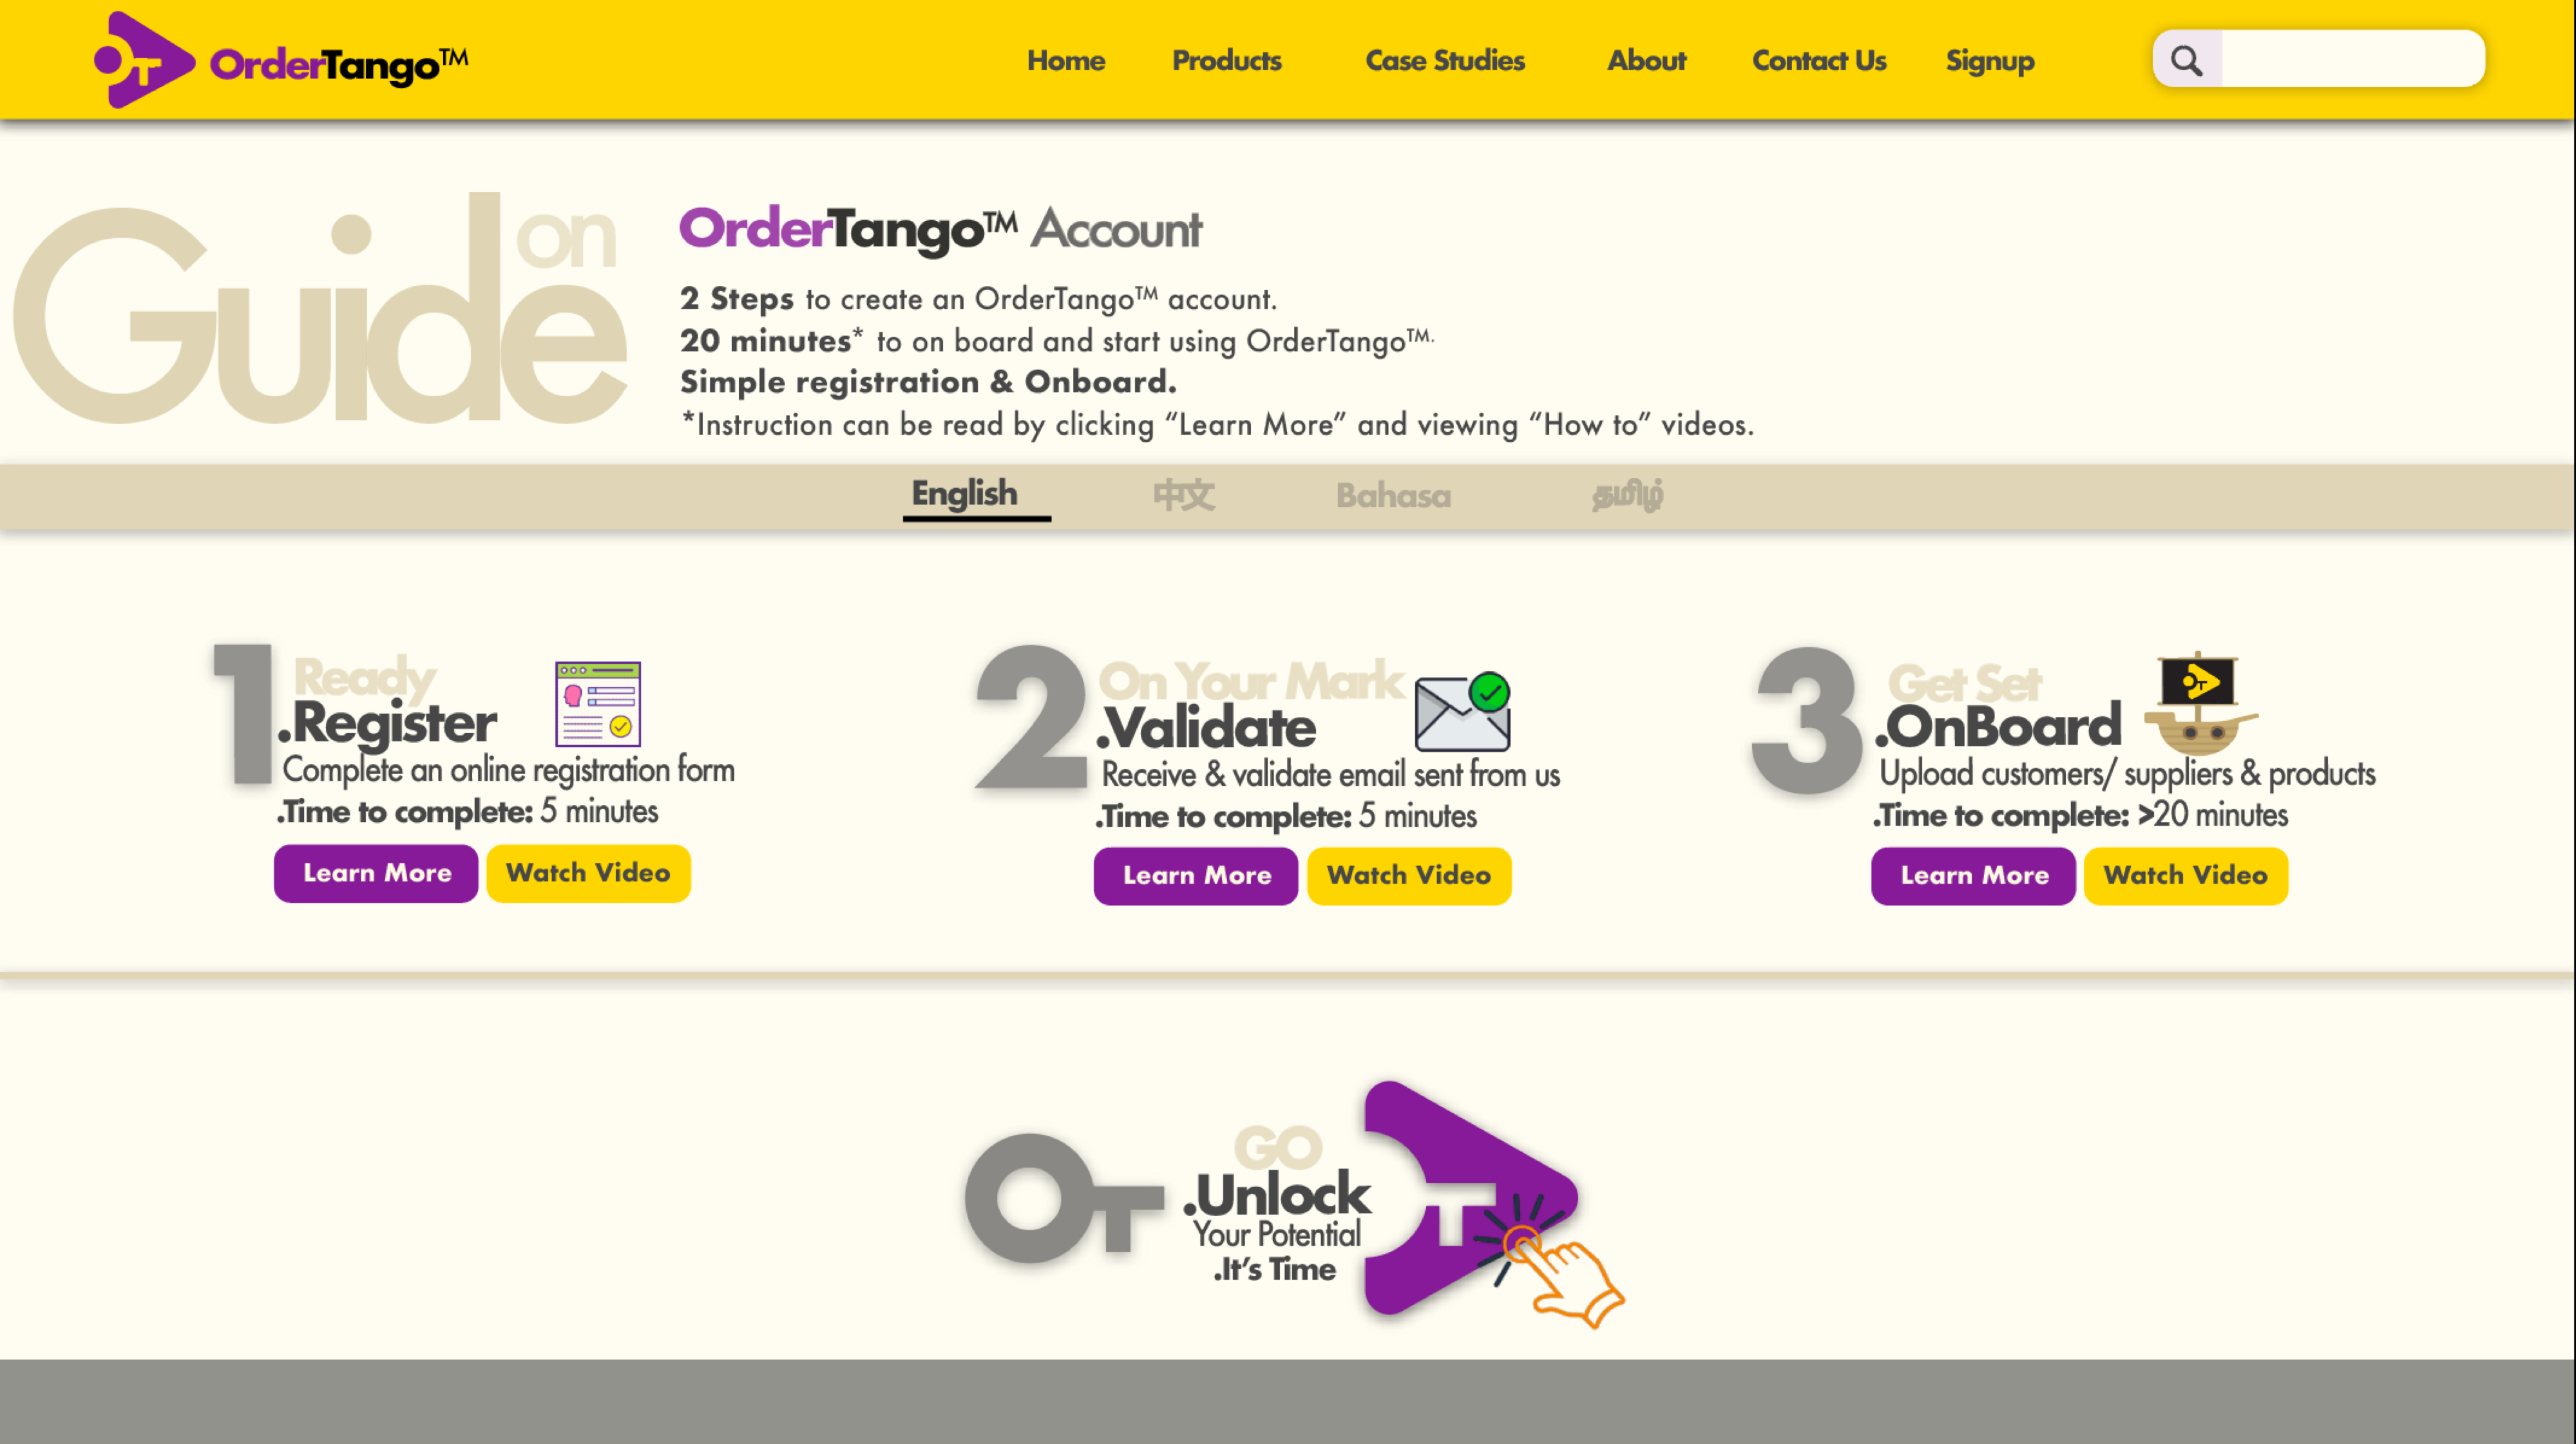 OrderTango™
Home Products Case Studies About Contact Us Signup
Guide on
OrderTango™ Account
2 Steps to create an OrderTango™ account.
20 minutes* to on board and start using OrderTango™.
Simple registration & Onboard.
*Instruction can be read by clicking “Learn More” and viewing “How to” videos.
English 中文 Bahasa தமிழ்
1
Ready
.Register
Complete an online registration form
.Time to complete: 5 minutes
Learn More Watch Video
2
On Your Mark
.Validate
Receive & validate email sent from us
.Time to complete: 5 minutes
Learn More Watch Video
3
Get Set
.OnBoard
Upload customers/ suppliers & products
.Time to complete: >20 minutes
Learn More Watch Video
GO
.Unlock
Your Potential
.It’s Time